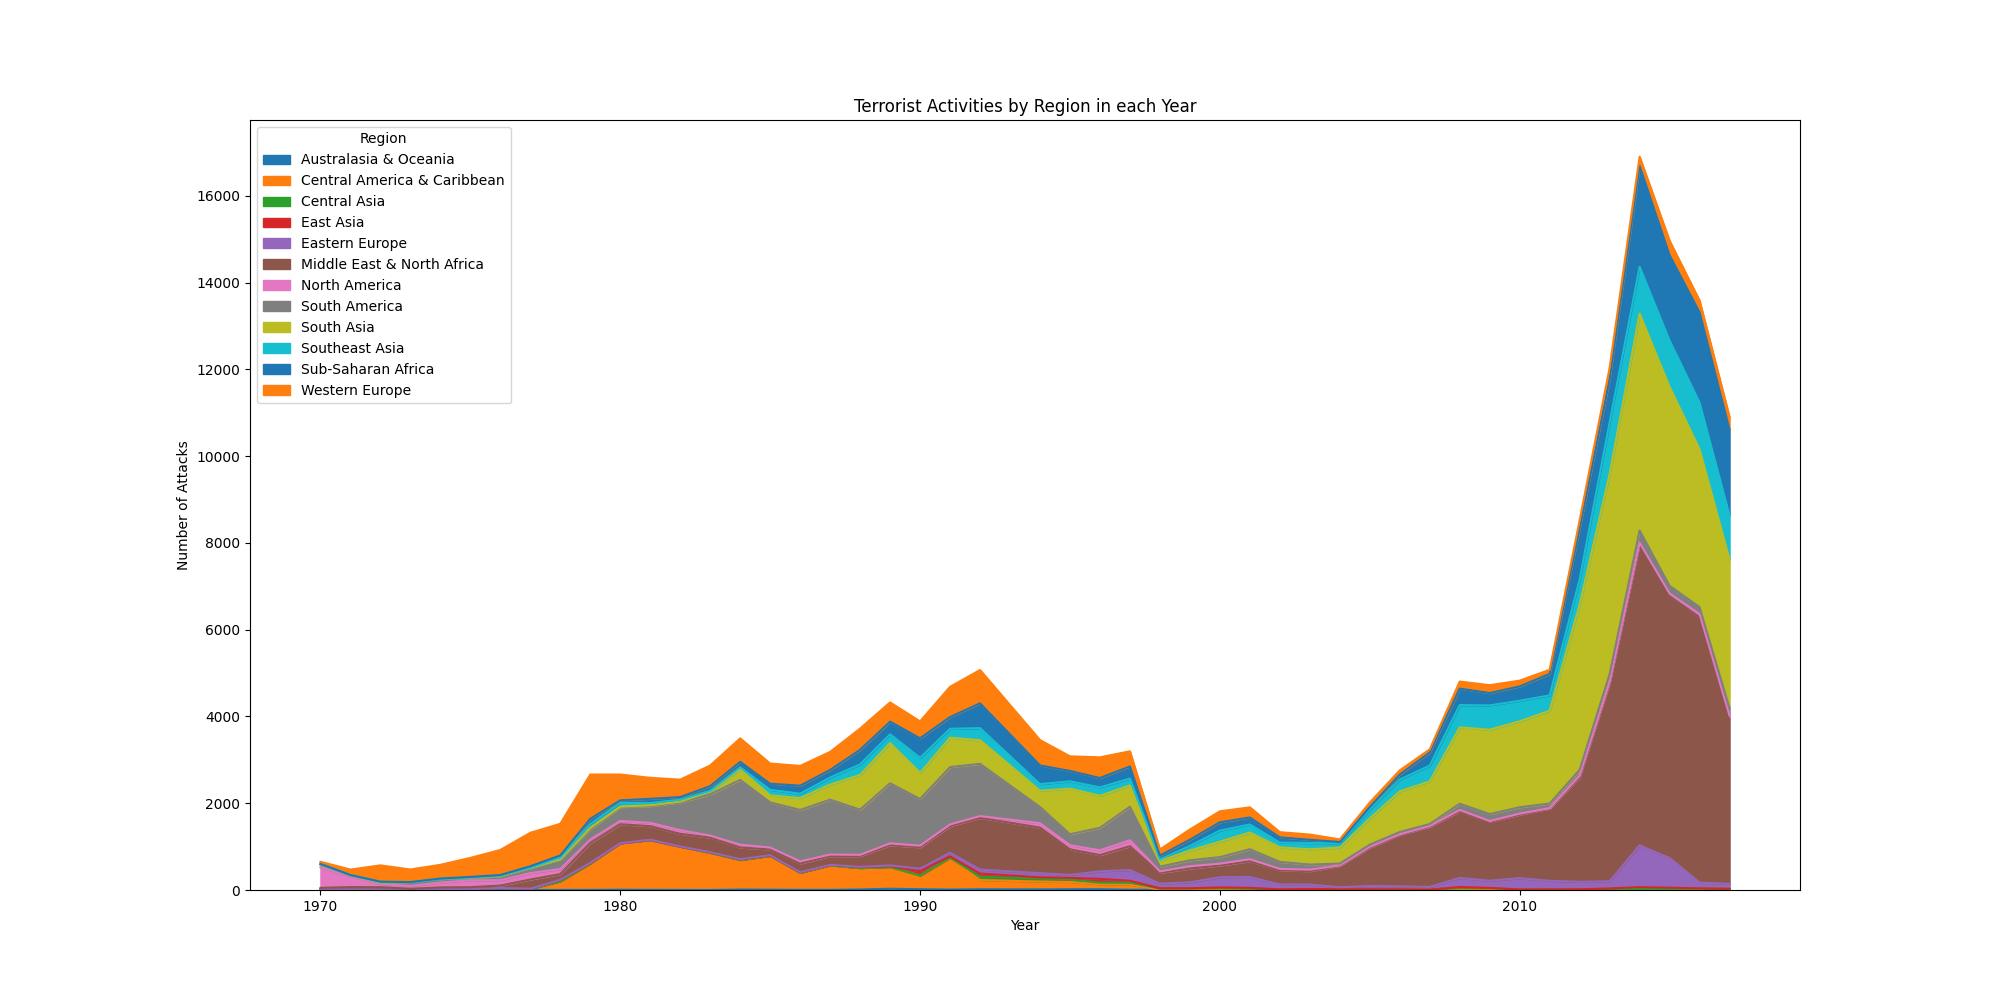 Terrorist Activities by Region in each Year
Region
Australasia & Oceania
Central America & Caribbean
Central Asia
East Asia
Eastern Europe
Middle East & North Africa
North America
South America
South Asia
Southeast Asia
Sub-Saharan Africa
Western Europe
Number of Attacks
16000
14000
12000
10000
8000
6000
4000
2000
0
1970 1980 1990 2000 2010
Year